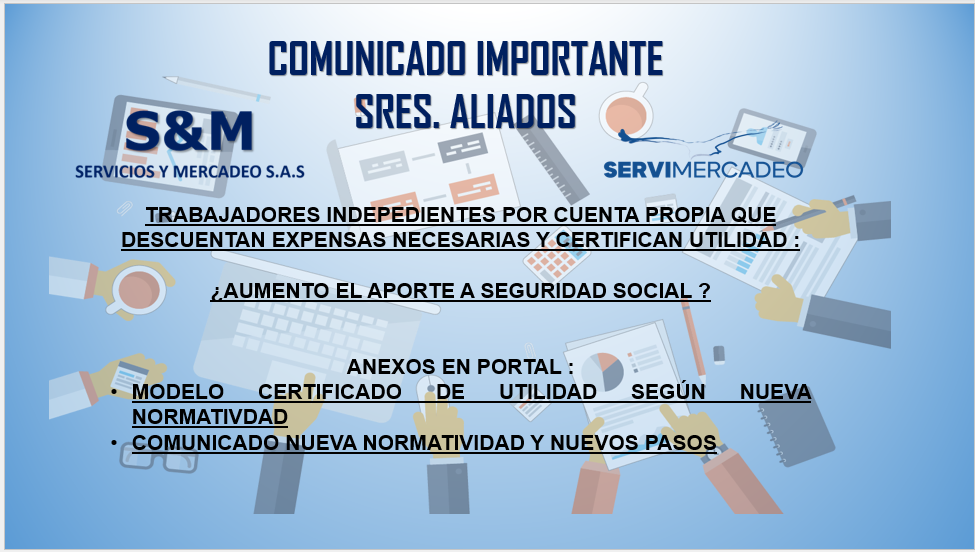 COMUNICADO IMPORTANTE
SRES. ALIADOS
S&M
SERVICIOS Y MERCADEO S.A.S
SERVIMERCADEO
TRABAJADORES INDEPEDIENTES POR CUENTA PROPIA QUE
DESCUENTAN EXPENSAS NECESARIAS Y CERTIFICAN UTILIDAD :
¿AUMENTO EL APORTE A SEGURIDAD SOCIAL ?
ANEXOS EN PORTAL :
• MODELO CERTIFICADO DE UTILIDAD SEGÚN NUEVA
NORMATIVDAD
• COMUNICADO NUEVA NORMATIVIDAD Y NUEVOS PASOS